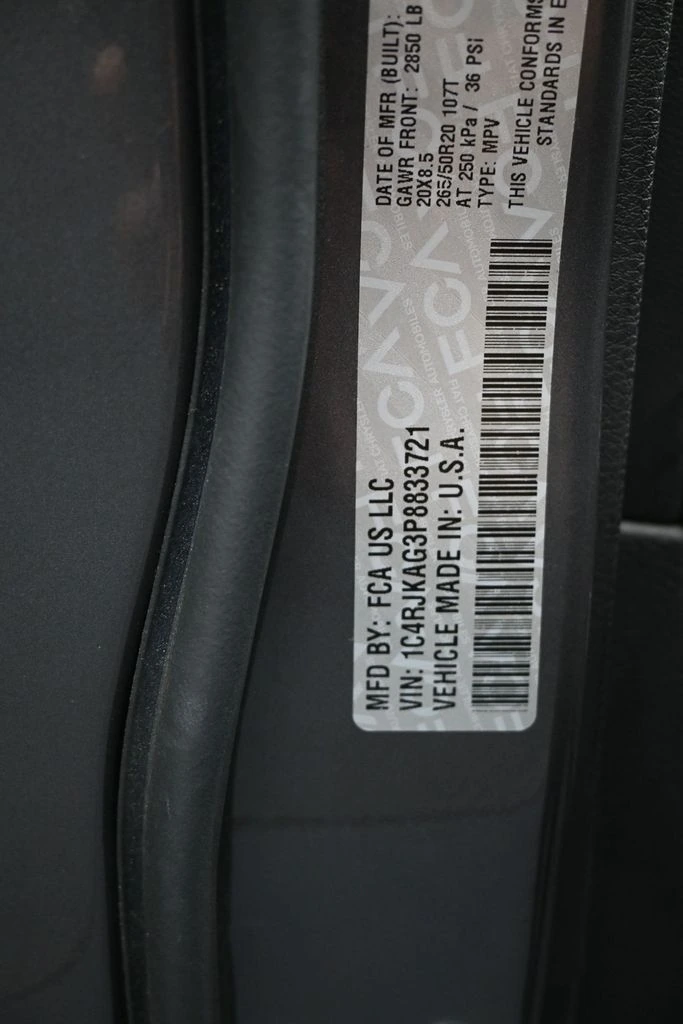 MFD BY: FCA US LLC
VIN: 1C4RJKAG3P8833721
VEHICLE MADE IN: U.S.A.
DATE OF MFR (BUILT):
GAWR FRONT: 2850 LB
20X8.5
265/50R20 107T
AT 250 kPa / 36 PSi
TYPE: MPV
THIS VEHICLE CONFORMS
STANDARDS IN E